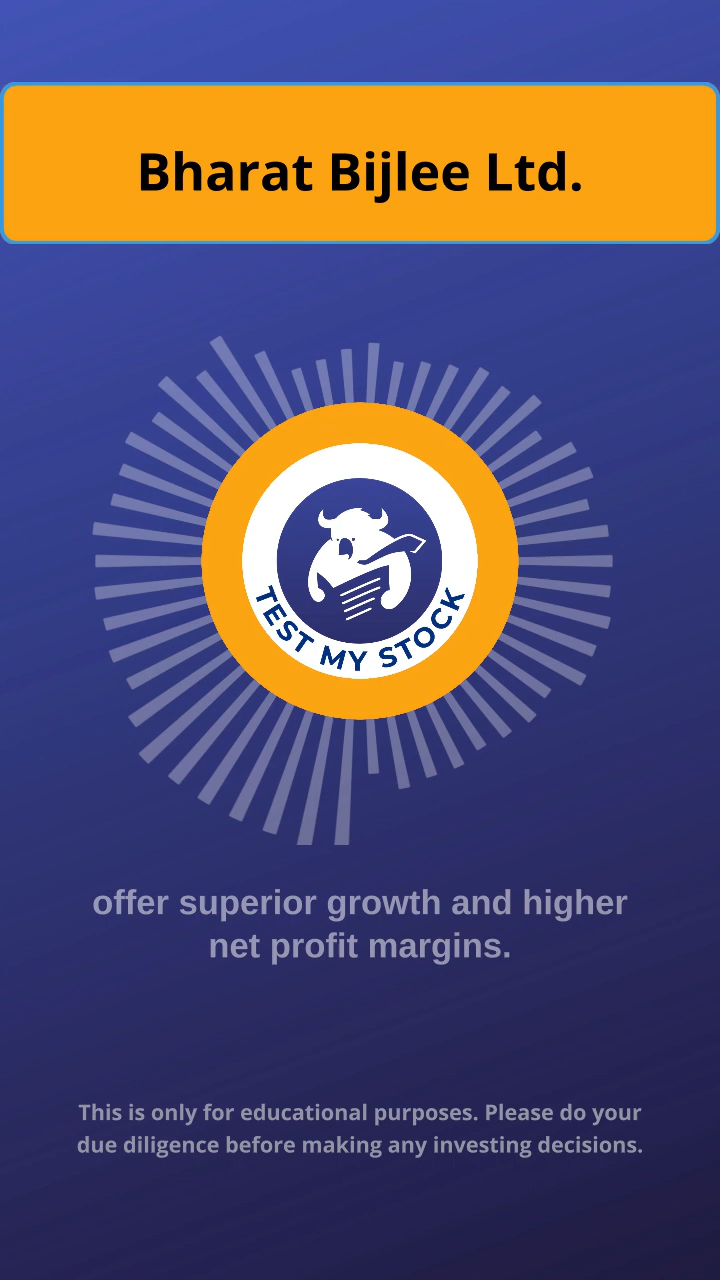 Bharat Bijlee Ltd.
TEST MY STOCK
offer superior growth and higher
net profit margins.
This is only for educational purposes. Please do your
due diligence before making any investing decisions.